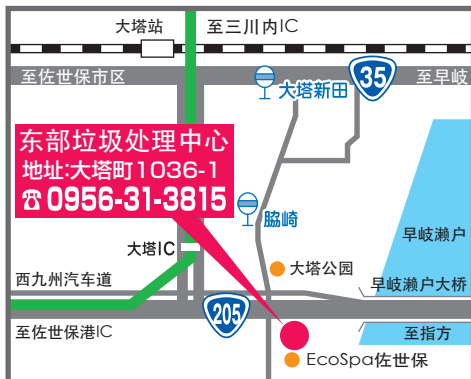 大塔站
至三川内IC
至佐世保市区
35
至早岐
大塔新田
东部垃圾处理中心
地址:大塔町1036-1
☎ 0956-31-3815
脇崎
早岐濑户
大塔IC
大塔公园
西九州汽车道
早岐濑户大桥
205
至佐世保港IC
至指方
EcoSpa佐世保